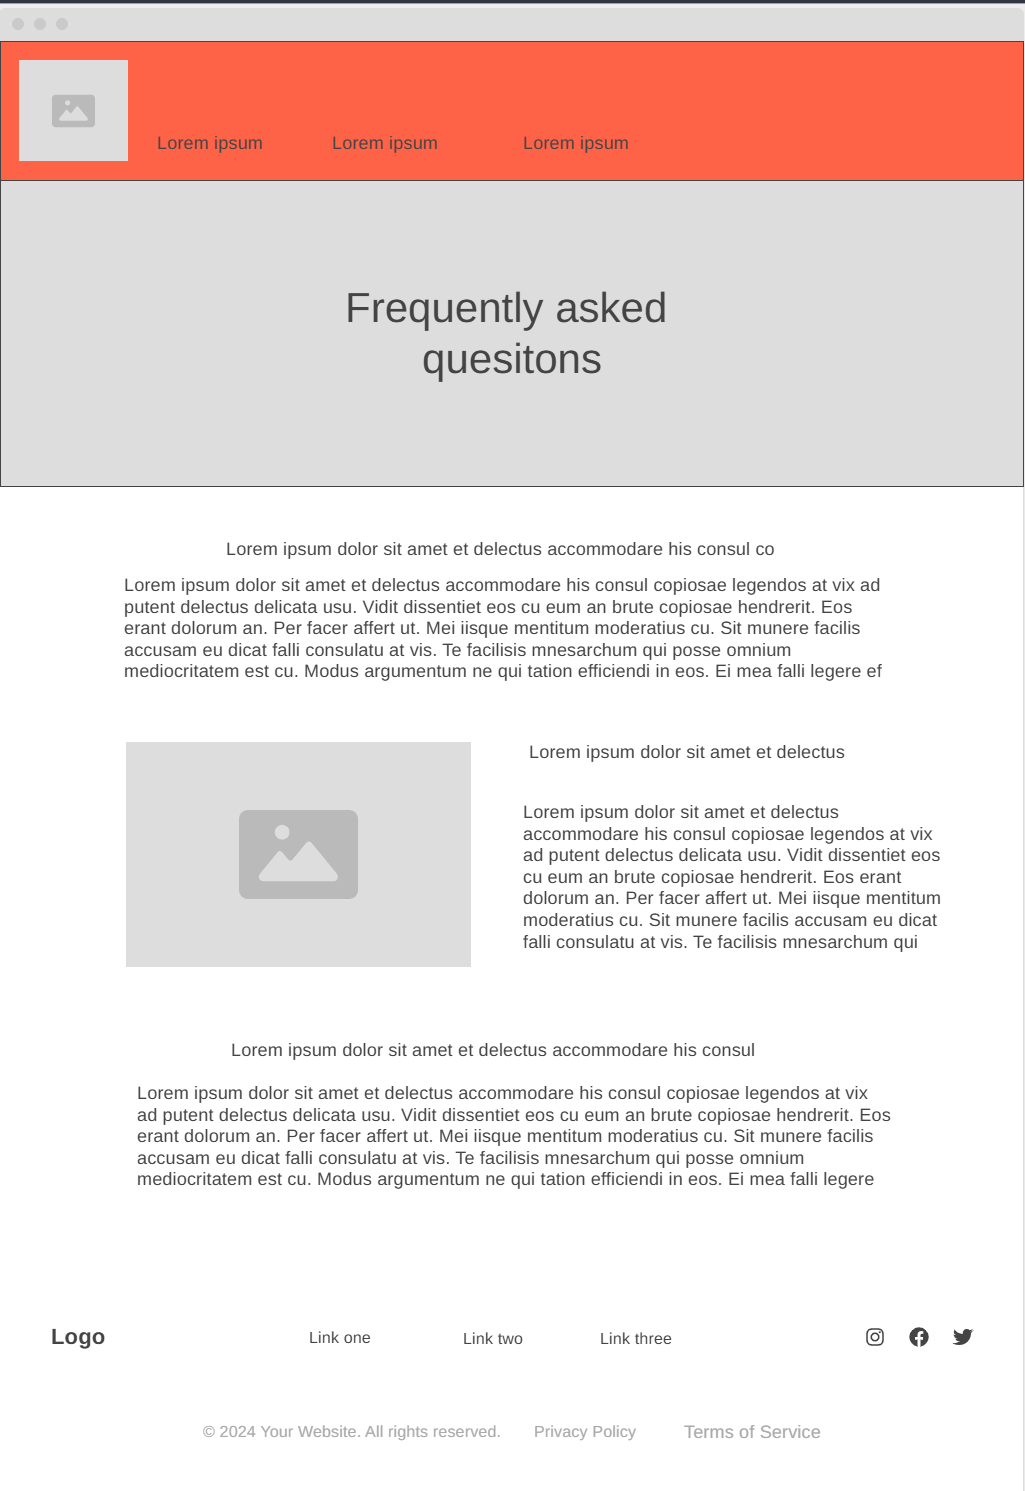 Lorem ipsum Lorem ipsum Lorem ipsum
Frequently asked
quesitons
Lorem ipsum dolor sit amet et delectus accommodare his consul co
Lorem ipsum dolor sit amet et delectus accommodare his consul copiosae legendos at vix ad
putent delectus delicata usu. Vidit dissentiet eos cu eum an brute copiosae hendrerit. Eos
erant dolorum an. Per facer affert ut. Mei iisque mentitum moderatius cu. Sit munere facilis
accusam eu dicat falli consulatu at vis. Te facilisis mnesarchum qui posse omnium
mediocritatem est cu. Modus argumentum ne qui tation efficiendi in eos. Ei mea falli legere ef
Lorem ipsum dolor sit amet et delectus
Lorem ipsum dolor sit amet et delectus
accommodare his consul copiosae legendos at vix
ad putent delectus delicata usu. Vidit dissentiet eos
cu eum an brute copiosae hendrerit. Eos erant
dolorum an. Per facer affert ut. Mei iisque mentitum
moderatius cu. Sit munere facilis accusam eu dicat
falli consulatu at vis. Te facilisis mnesarchum qui
Lorem ipsum dolor sit amet et delectus accommodare his consul
Lorem ipsum dolor sit amet et delectus accommodare his consul copiosae legendos at vix
ad putent delectus delicata usu. Vidit dissentiet eos cu eum an brute copiosae hendrerit. Eos
erant dolorum an. Per facer affert ut. Mei iisque mentitum moderatius cu. Sit munere facilis
accusam eu dicat falli consulatu at vis. Te facilisis mnesarchum qui posse omnium
mediocritatem est cu. Modus argumentum ne qui tation efficiendi in eos. Ei mea falli legere
Logo Link one Link two Link three
© 2024 Your Website. All rights reserved. Privacy Policy Terms of Service